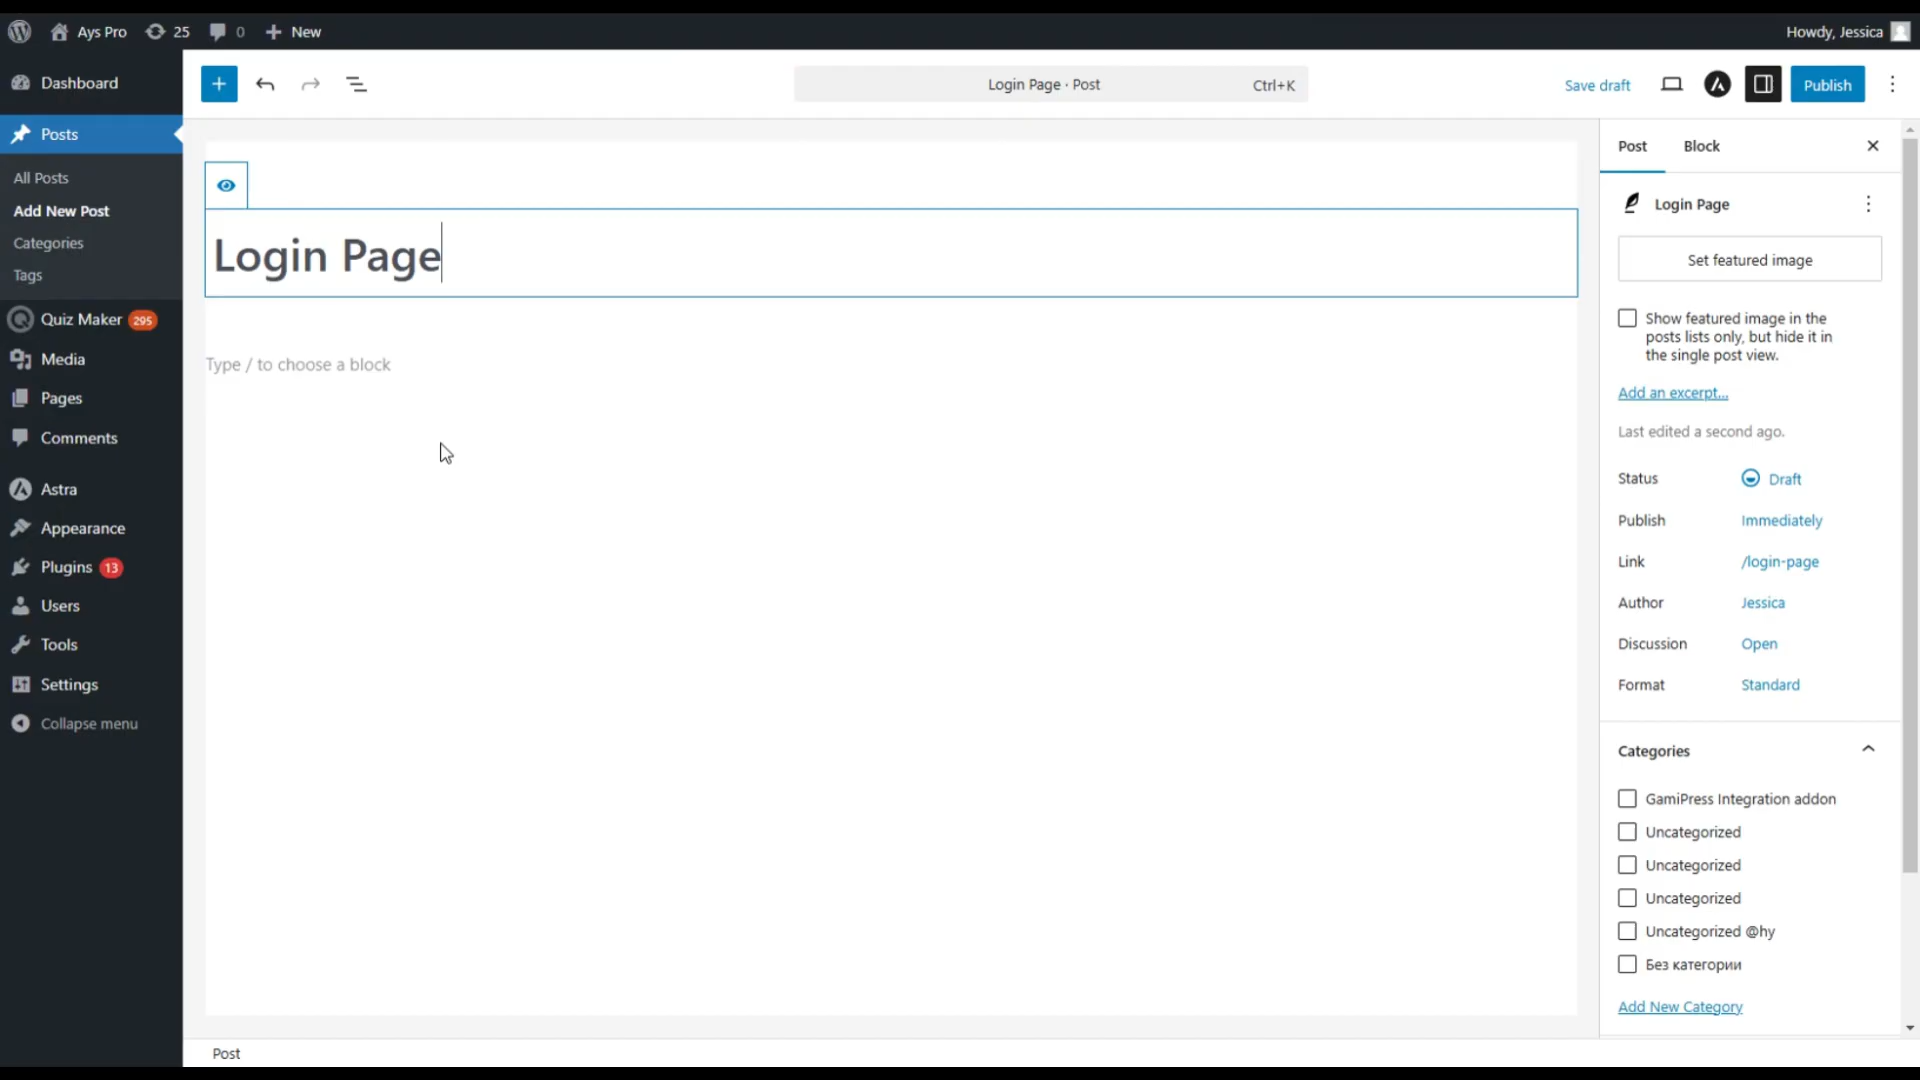 Ays Pro 25 0 New Howdy, Jessica
Dashboard
Posts
All Posts
Add New Post
Categories
Tags
Quiz Maker 295
Media
Pages
Comments
Astra
Appearance
Plugins 13
Users
Tools
Settings
Collapse menu
Login Page · Post Ctrl+K
Save draft
Publish
Login Page
Type / to choose a block
Post
Post Block
Login Page
Set featured image
Show featured image in the
posts lists only, but hide it in
the single post view.
Add an excerpt...
Last edited a second ago.
Status Draft
Publish Immediately
Link /login-page
Author Jessica
Discussion Open
Format Standard
Categories
GamiPress Integration addon
Uncategorized
Uncategorized
Uncategorized
Uncategorized @hy
Без категории
Add New Category